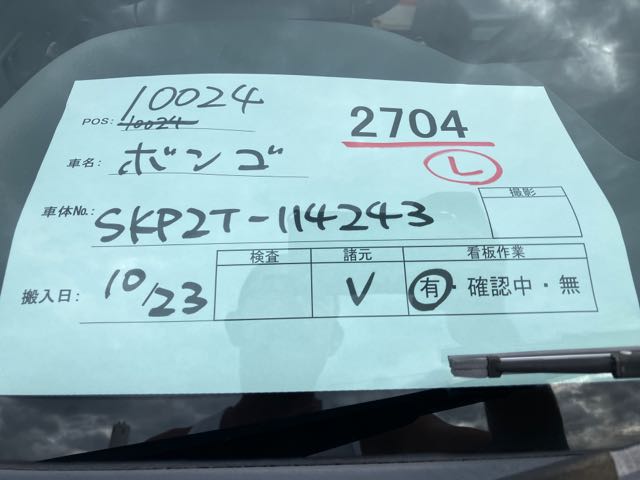 10024
POS: 10024
2704
L
車名: ボンゴ
車体No.: SKP2T-114243
撮影
搬入日: 10/23
検査 諸元 看板作業
V 有・確認中・無